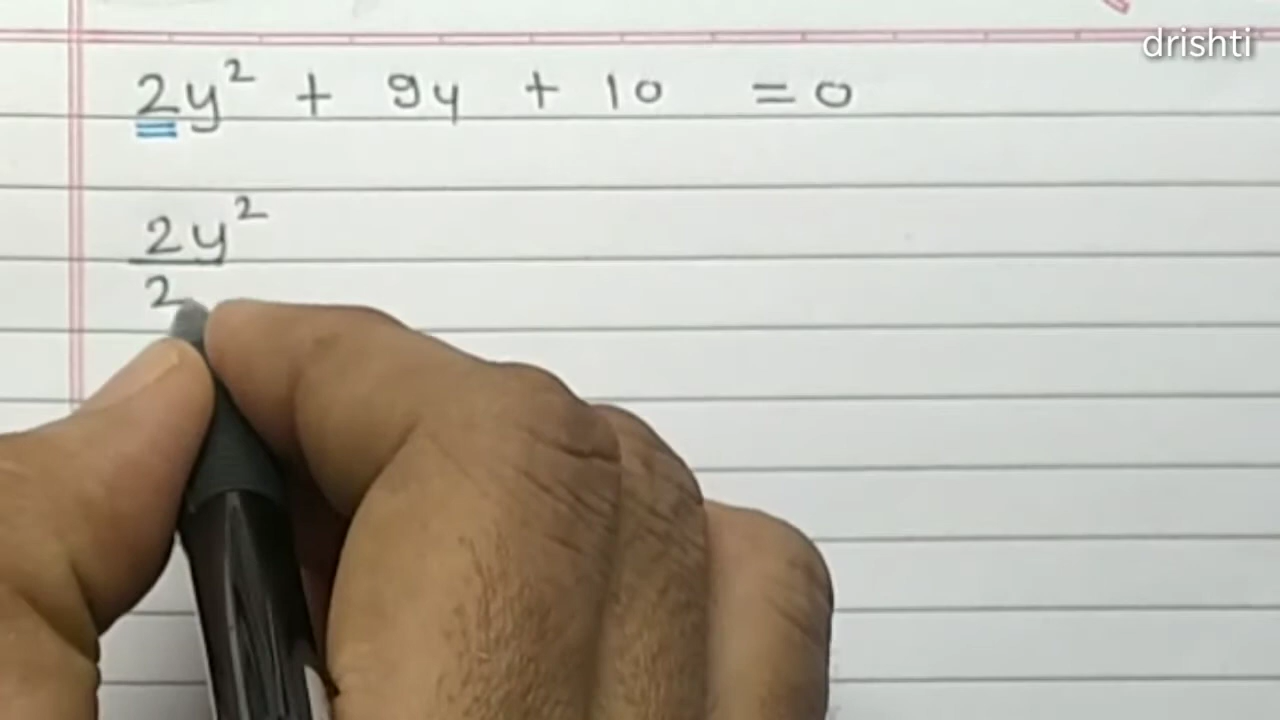 drishti
2y² + 9y + 10 = 0
2y²
2